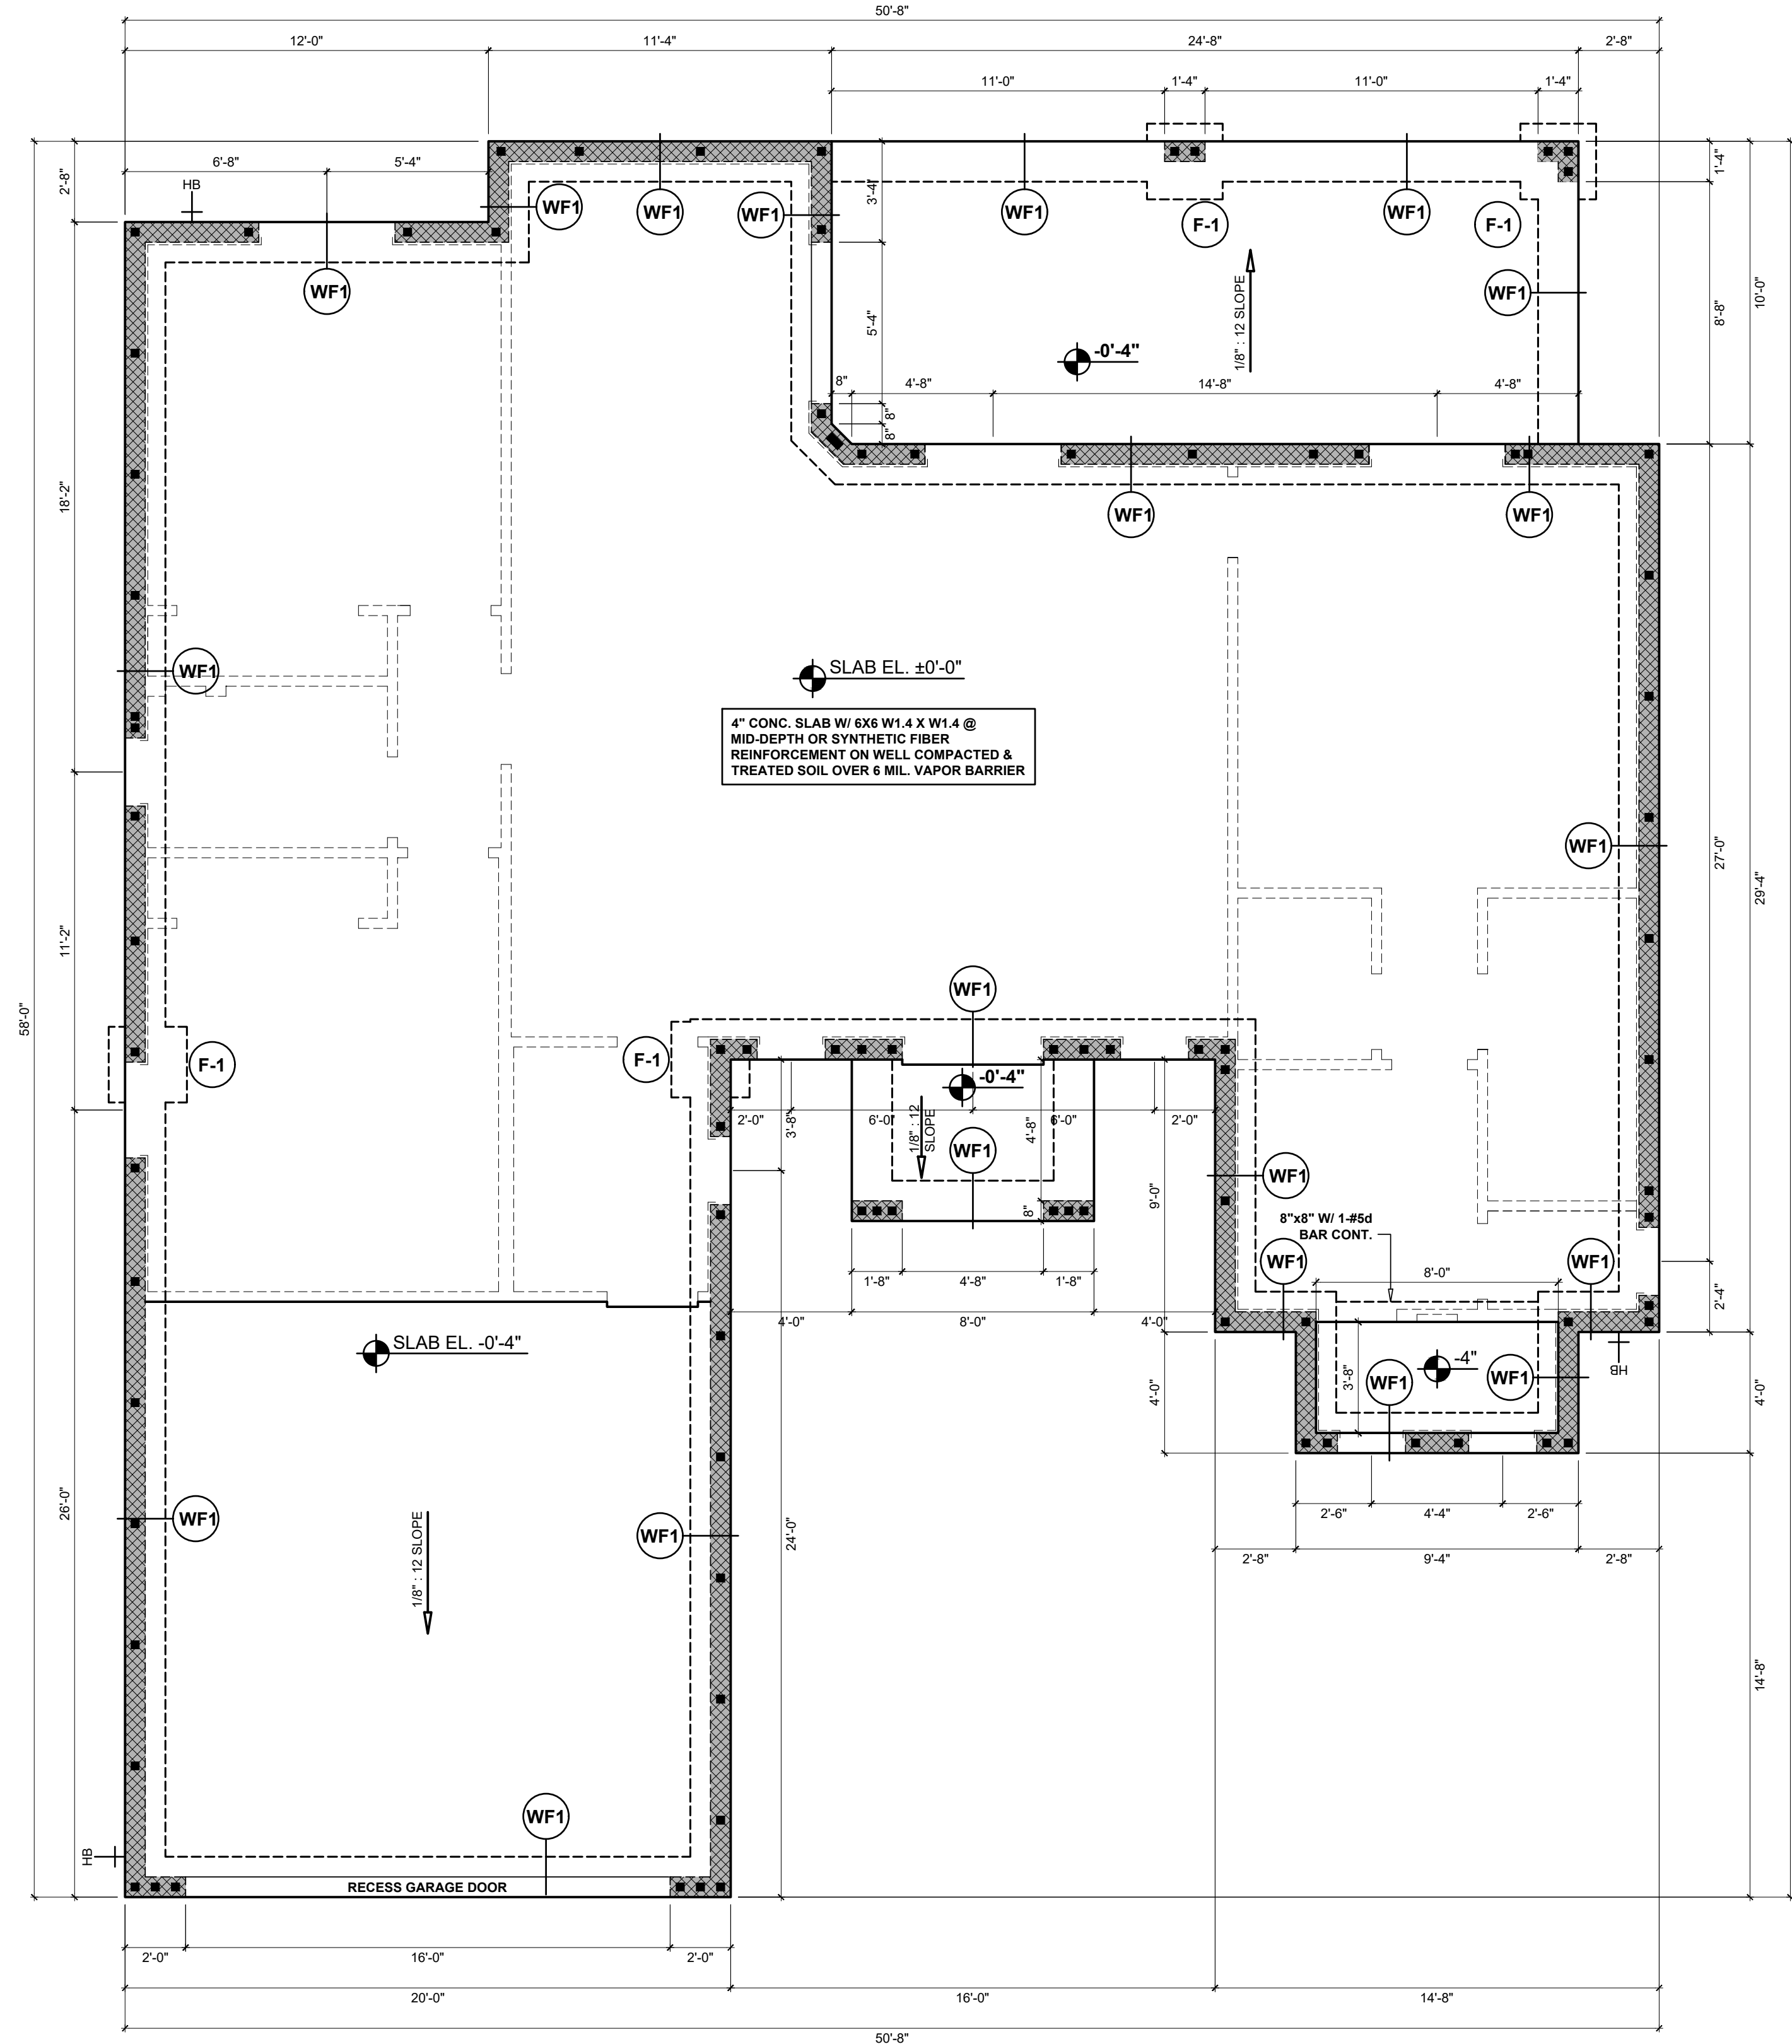 50'-8"
12'-0"
11'-4"
24'-8"
2'-8"
11'-0"
1'-4"
11'-0"
1'-4"
6'-8"
5'-4"
HB
2'-8"
WF1
WF1
WF1
3'-4"
WF1
F-1
WF1
F-1
1'-4"
WF1
WF1
5'-4"
-0'-4"
1/8" : 12 SLOPE
8'-8"
10'-0"
8"
4'-8"
14'-8"
4'-8"
8"
8"
18'-2"
WF1
WF1
WF1
SLAB EL. ±0'-0"
4" CONC. SLAB W/ 6X6 W1.4 X W1.4 @
MID-DEPTH OR SYNTHETIC FIBER
REINFORCEMENT ON WELL COMPACTED &
TREATED SOIL OVER 6 MIL. VAPOR BARRIER
WF1
27'-0"
29'-4"
11'-2"
58'-0"
WF1
F-1
F-1
-0'-4"
2'-0"
3'-8"
6'-0"
1/8" : 12
SLOPE
4'-8"
6'-0"
2'-0"
WF1
WF1
9'-0"
8"
8"x8" W/ 1-#5d
BAR CONT.
WF1
WF1
1'-8"
4'-8"
1'-8"
8'-0"
2'-4"
4'-0"
8'-0"
4'-0"
SLAB EL. -0'-4"
-4"
3'-8"
WF1
WF1
HB
4'-0"
4'-0"
26'-0"
WF1
WF1
24'-0"
1/8" : 12 SLOPE
2'-6"
4'-4"
2'-6"
2'-8"
9'-4"
2'-8"
14'-8"
WF1
HB
RECESS GARAGE DOOR
2'-0"
16'-0"
2'-0"
20'-0"
16'-0"
14'-8"
50'-8"